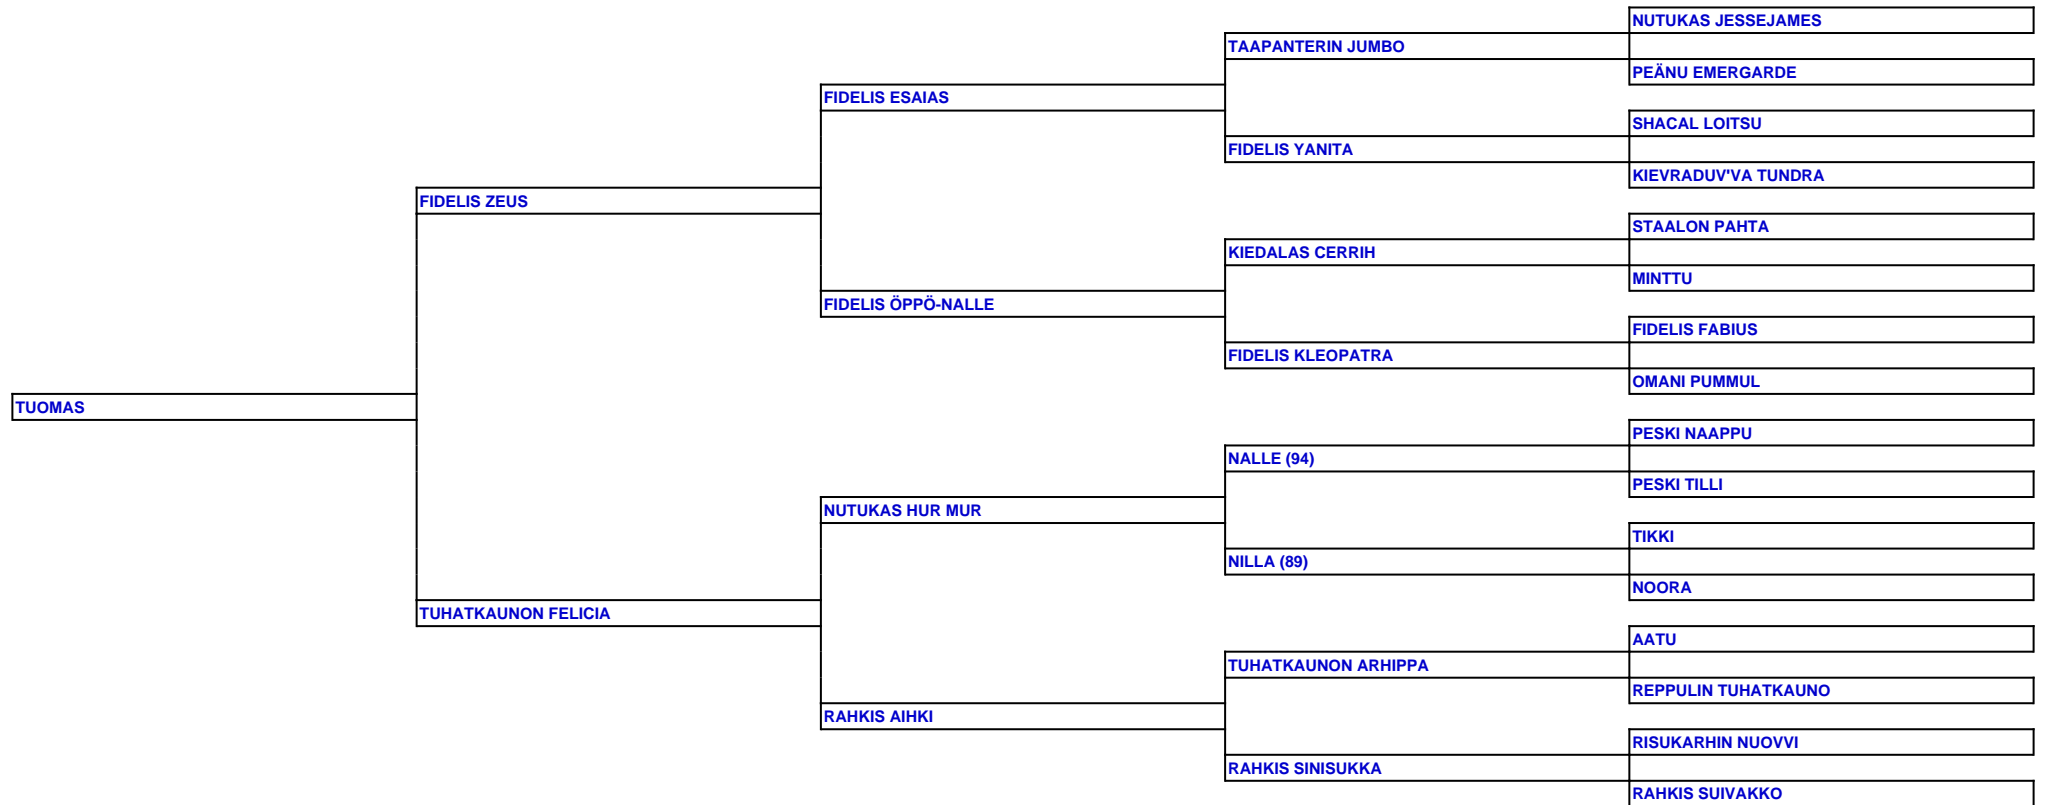 NUTUKAS JESSEJAMES
TAAPANTERIN JUMBO
PEÄNU EMERGARDE
FIDELIS ESAIAS
SHACAL LOITSU
FIDELIS YANITA
KIEVRADUV'VA TUNDRA
FIDELIS ZEUS
STAALON PAHTA
KIEDALAS CERRIH
MINTTU
FIDELIS ÖPPÖ-NALLE
FIDELIS FABIUS
FIDELIS KLEOPATRA
OMANI PUMMUL
TUOMAS
PESKI NAAPPU
NALLE (94)
PESKI TILLI
NUTUKAS HUR MUR
TIKKI
NILLA (89)
NOORA
TUHATKAUNON FELICIA
AATU
TUHATKAUNON ARHIPPA
REPPULIN TUHATKAUNO
RAHKIS AIHKI
RISUKARHIN NUOVVI
RAHKIS SINISUKKA
RAHKIS SUIVAKKO